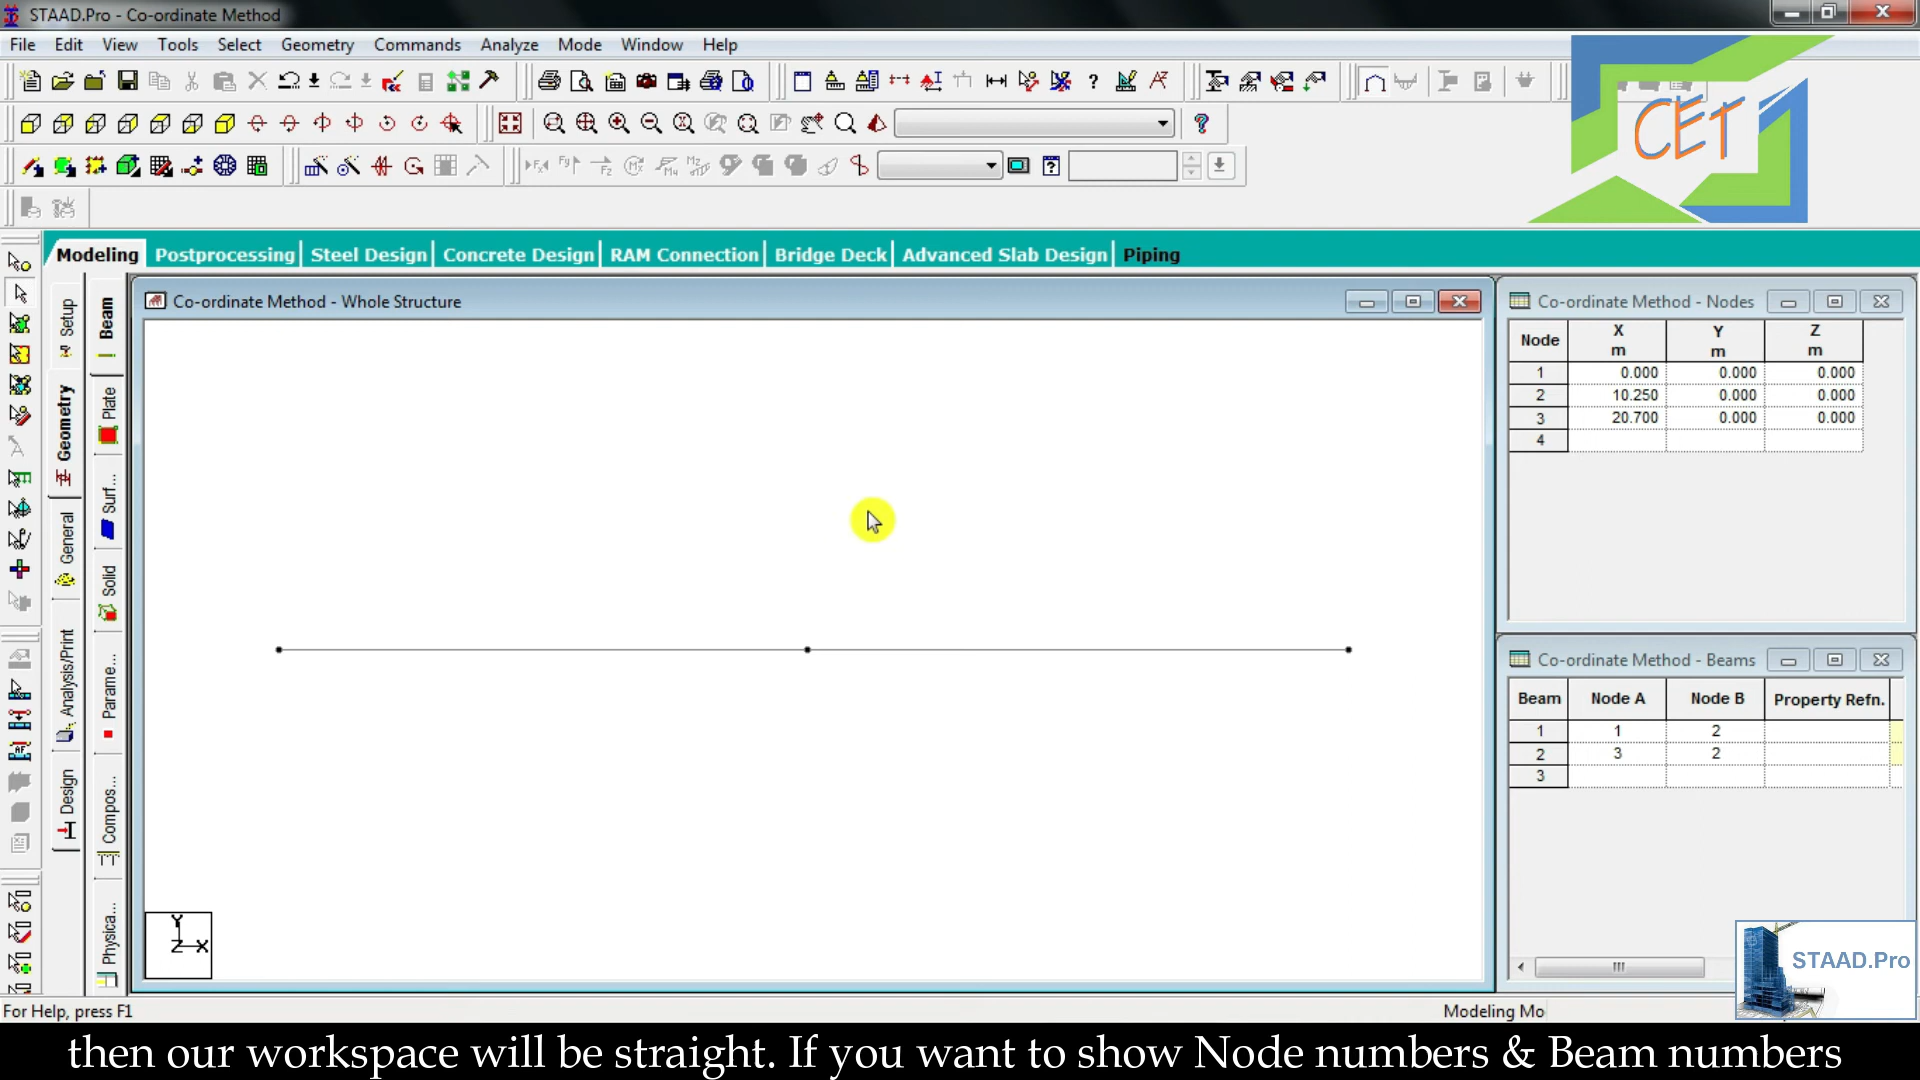 STAAD.Pro - Co-ordinate Method
File Edit View Tools Select Geometry Commands Analyze Mode Window Help
CET
Modeling Postprocessing Steel Design Concrete Design RAM Connection Bridge Deck Advanced Slab Design Piping
Setup
Geometry
General
Analysis/Print
Design
Beam
Plate
Surf...
Solid
Parame...
Compos...
Physica...
Co-ordinate Method - Whole Structure
Y
Z X
Co-ordinate Method - Nodes
Node X m Y m Z m
1 0.000 0.000 0.000
2 10.250 0.000 0.000
3 20.700 0.000 0.000
4
Co-ordinate Method - Beams
Beam Node A Node B Property Refn.
1 1 2
2 3 2
3
STAAD.Pro
For Help, press F1
Modeling Mo
then our workspace will be straight. If you want to show Node numbers & Beam numbers